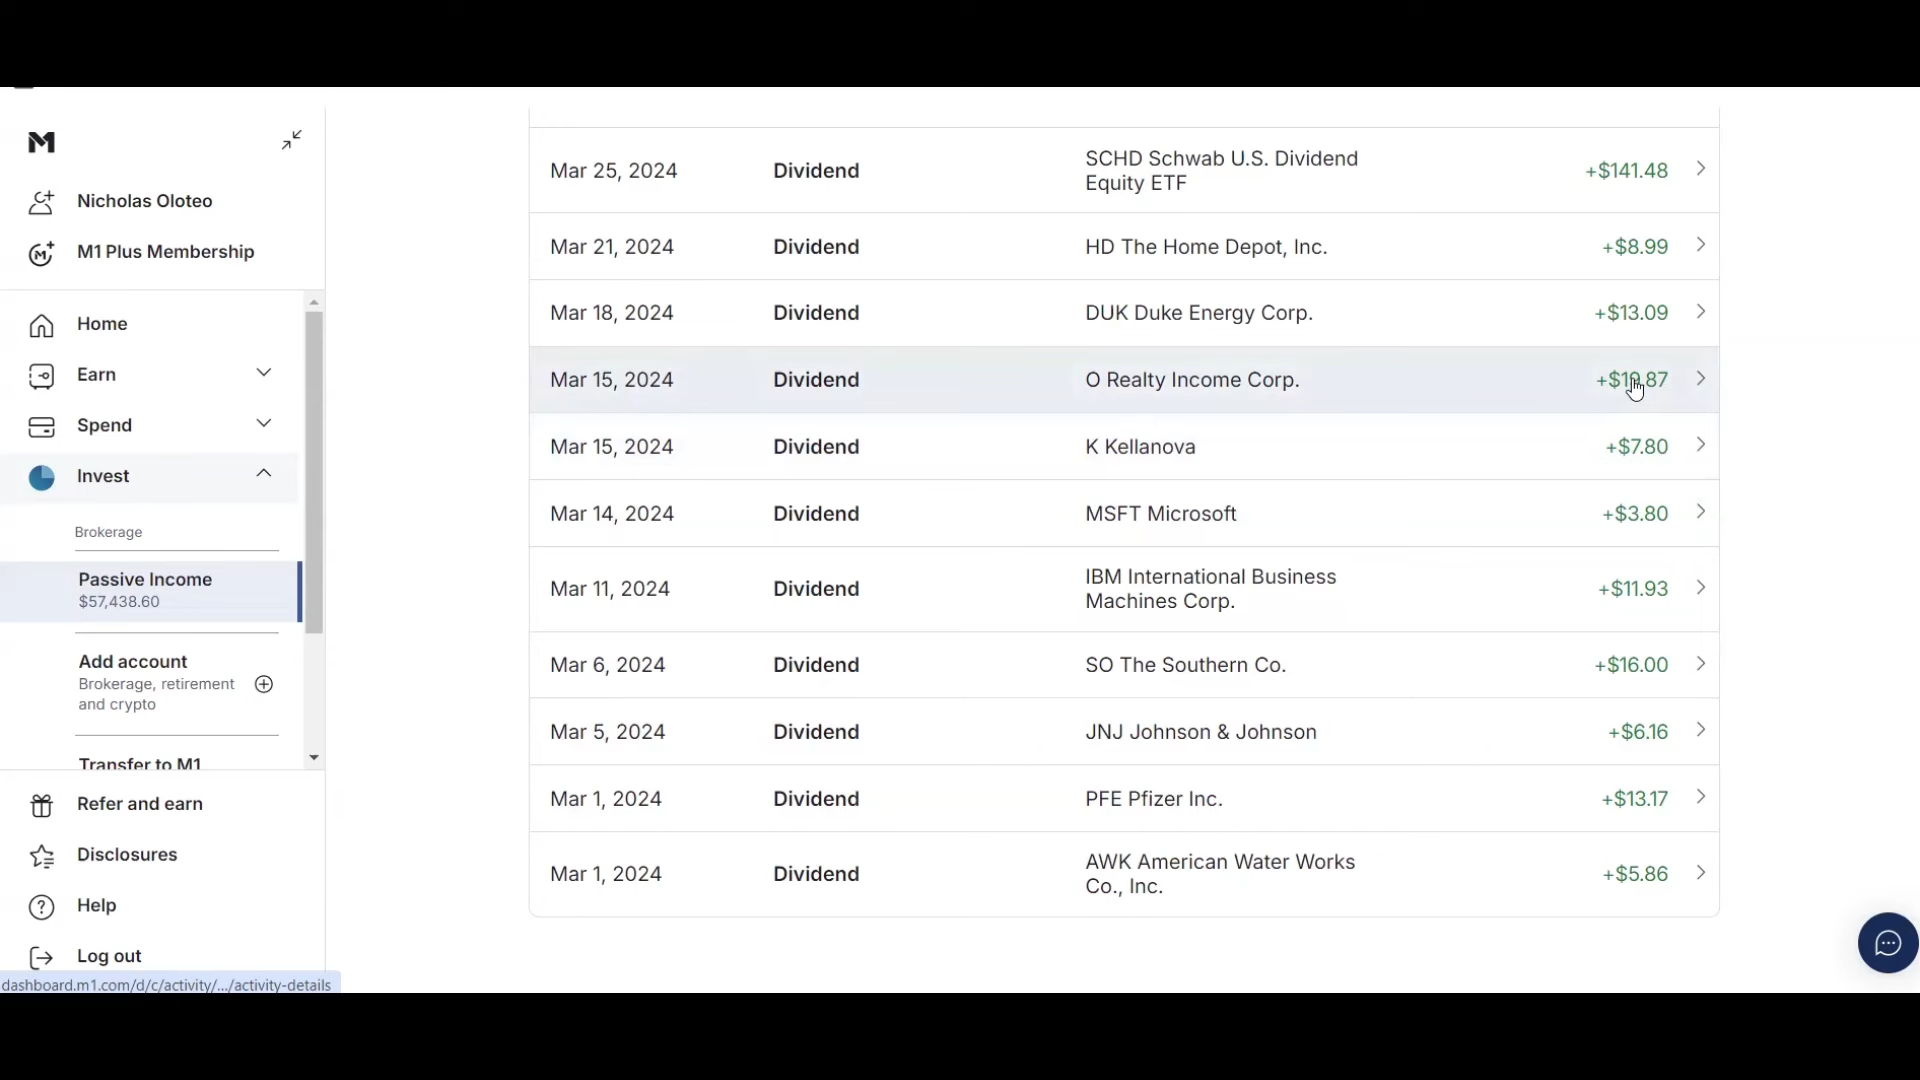 M
Nicholas Oloteo
M1 Plus Membership
Home
Earn
Spend
Invest
Brokerage
Passive Income
$57,438.60
Add account
Brokerage, retirement
and crypto
Transfer to M1
Refer and earn
Disclosures
Help
Log out
dashboard.m1.com/d/c/activity/.../activity-details
Mar 25, 2024 Dividend SCHD Schwab U.S. Dividend
Equity ETF +$141.48
Mar 21, 2024 Dividend HD The Home Depot, Inc. +$8.99
Mar 18, 2024 Dividend DUK Duke Energy Corp. +$13.09
Mar 15, 2024 Dividend O Realty Income Corp.
Mar 15, 2024 Dividend K Kellanova +$7.80
Mar 14, 2024 Dividend MSFT Microsoft +$3.80
Mar 11, 2024 Dividend IBM International Business
Machines Corp. +$11.93
Mar 6, 2024 Dividend SO The Southern Co. +$16.00
Mar 5, 2024 Dividend JNJ Johnson & Johnson +$6.16
Mar 1, 2024 Dividend PFE Pfizer Inc. +$13.17
Mar 1, 2024 Dividend AWK American Water Works
Co., Inc. +$5.86